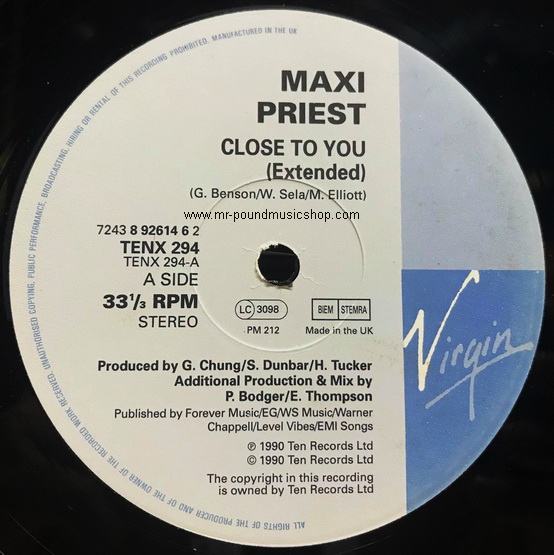 ALL RIGHTS OF THE PRODUCER AND OF THE OWNER OF THE RECORDED WORK RESERVED. UNAUTHORISED COPYING, PUBLIC PERFORMANCE, BROADCASTING, HIRING OR RENTAL OF THIS RECORDING PROHIBITED. MANUFACTURED IN THE UK
MAXI
PRIEST
CLOSE TO YOU
(Extended)
(G. Benson/W. Sela/M. Elliott)
www.mr-poundmusicshop.com
7243 8 92614 6 2
TENX 294
TENX 294-A
A SIDE
33⅓ RPM
STEREO
LC 3098
PM 212
BIEM STEMRA
Made in the UK
Virgin
Produced by G. Chung/S. Dunbar/H. Tucker
Additional Production & Mix by
P. Bodger/E. Thompson
Published by Forever Music/EG/WS Music/Warner
Chappell/Level Vibes/EMI Songs
℗ 1990 Ten Records Ltd
© 1990 Ten Records Ltd
The copyright in this recording
is owned by Ten Records Ltd